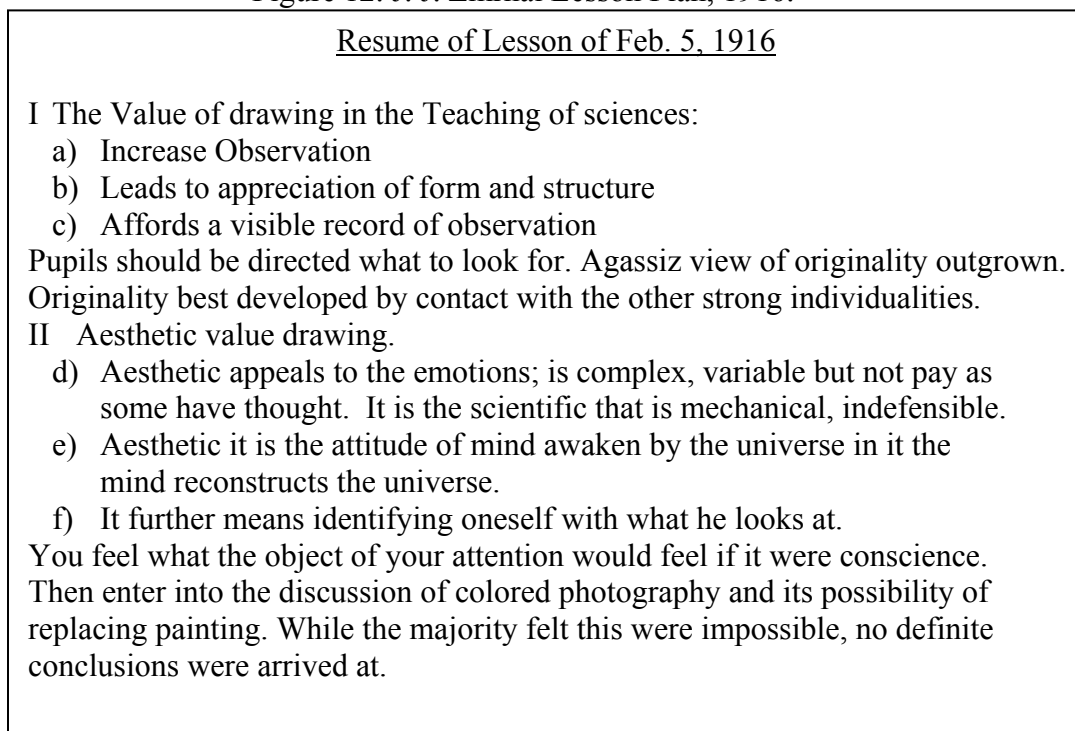 Resume of Lesson of Feb. 5, 1916
I The Value of drawing in the Teaching of sciences:
a) Increase Observation
b) Leads to appreciation of form and structure
c) Affords a visible record of observation
Pupils should be directed what to look for. Agassiz view of originality outgrown.
Originality best developed by contact with the other strong individualities.
II Aesthetic value drawing.
d) Aesthetic appeals to the emotions; is complex, variable but not pay as
some have thought. It is the scientific that is mechanical, indefensible.
e) Aesthetic it is the attitude of mind awaken by the universe in it the
mind reconstructs the universe.
f) It further means identifying oneself with what he looks at.
You feel what the object of your attention would feel if it were conscience.
Then enter into the discussion of colored photography and its possibility of
replacing painting. While the majority felt this were impossible, no definite
conclusions were arrived at.